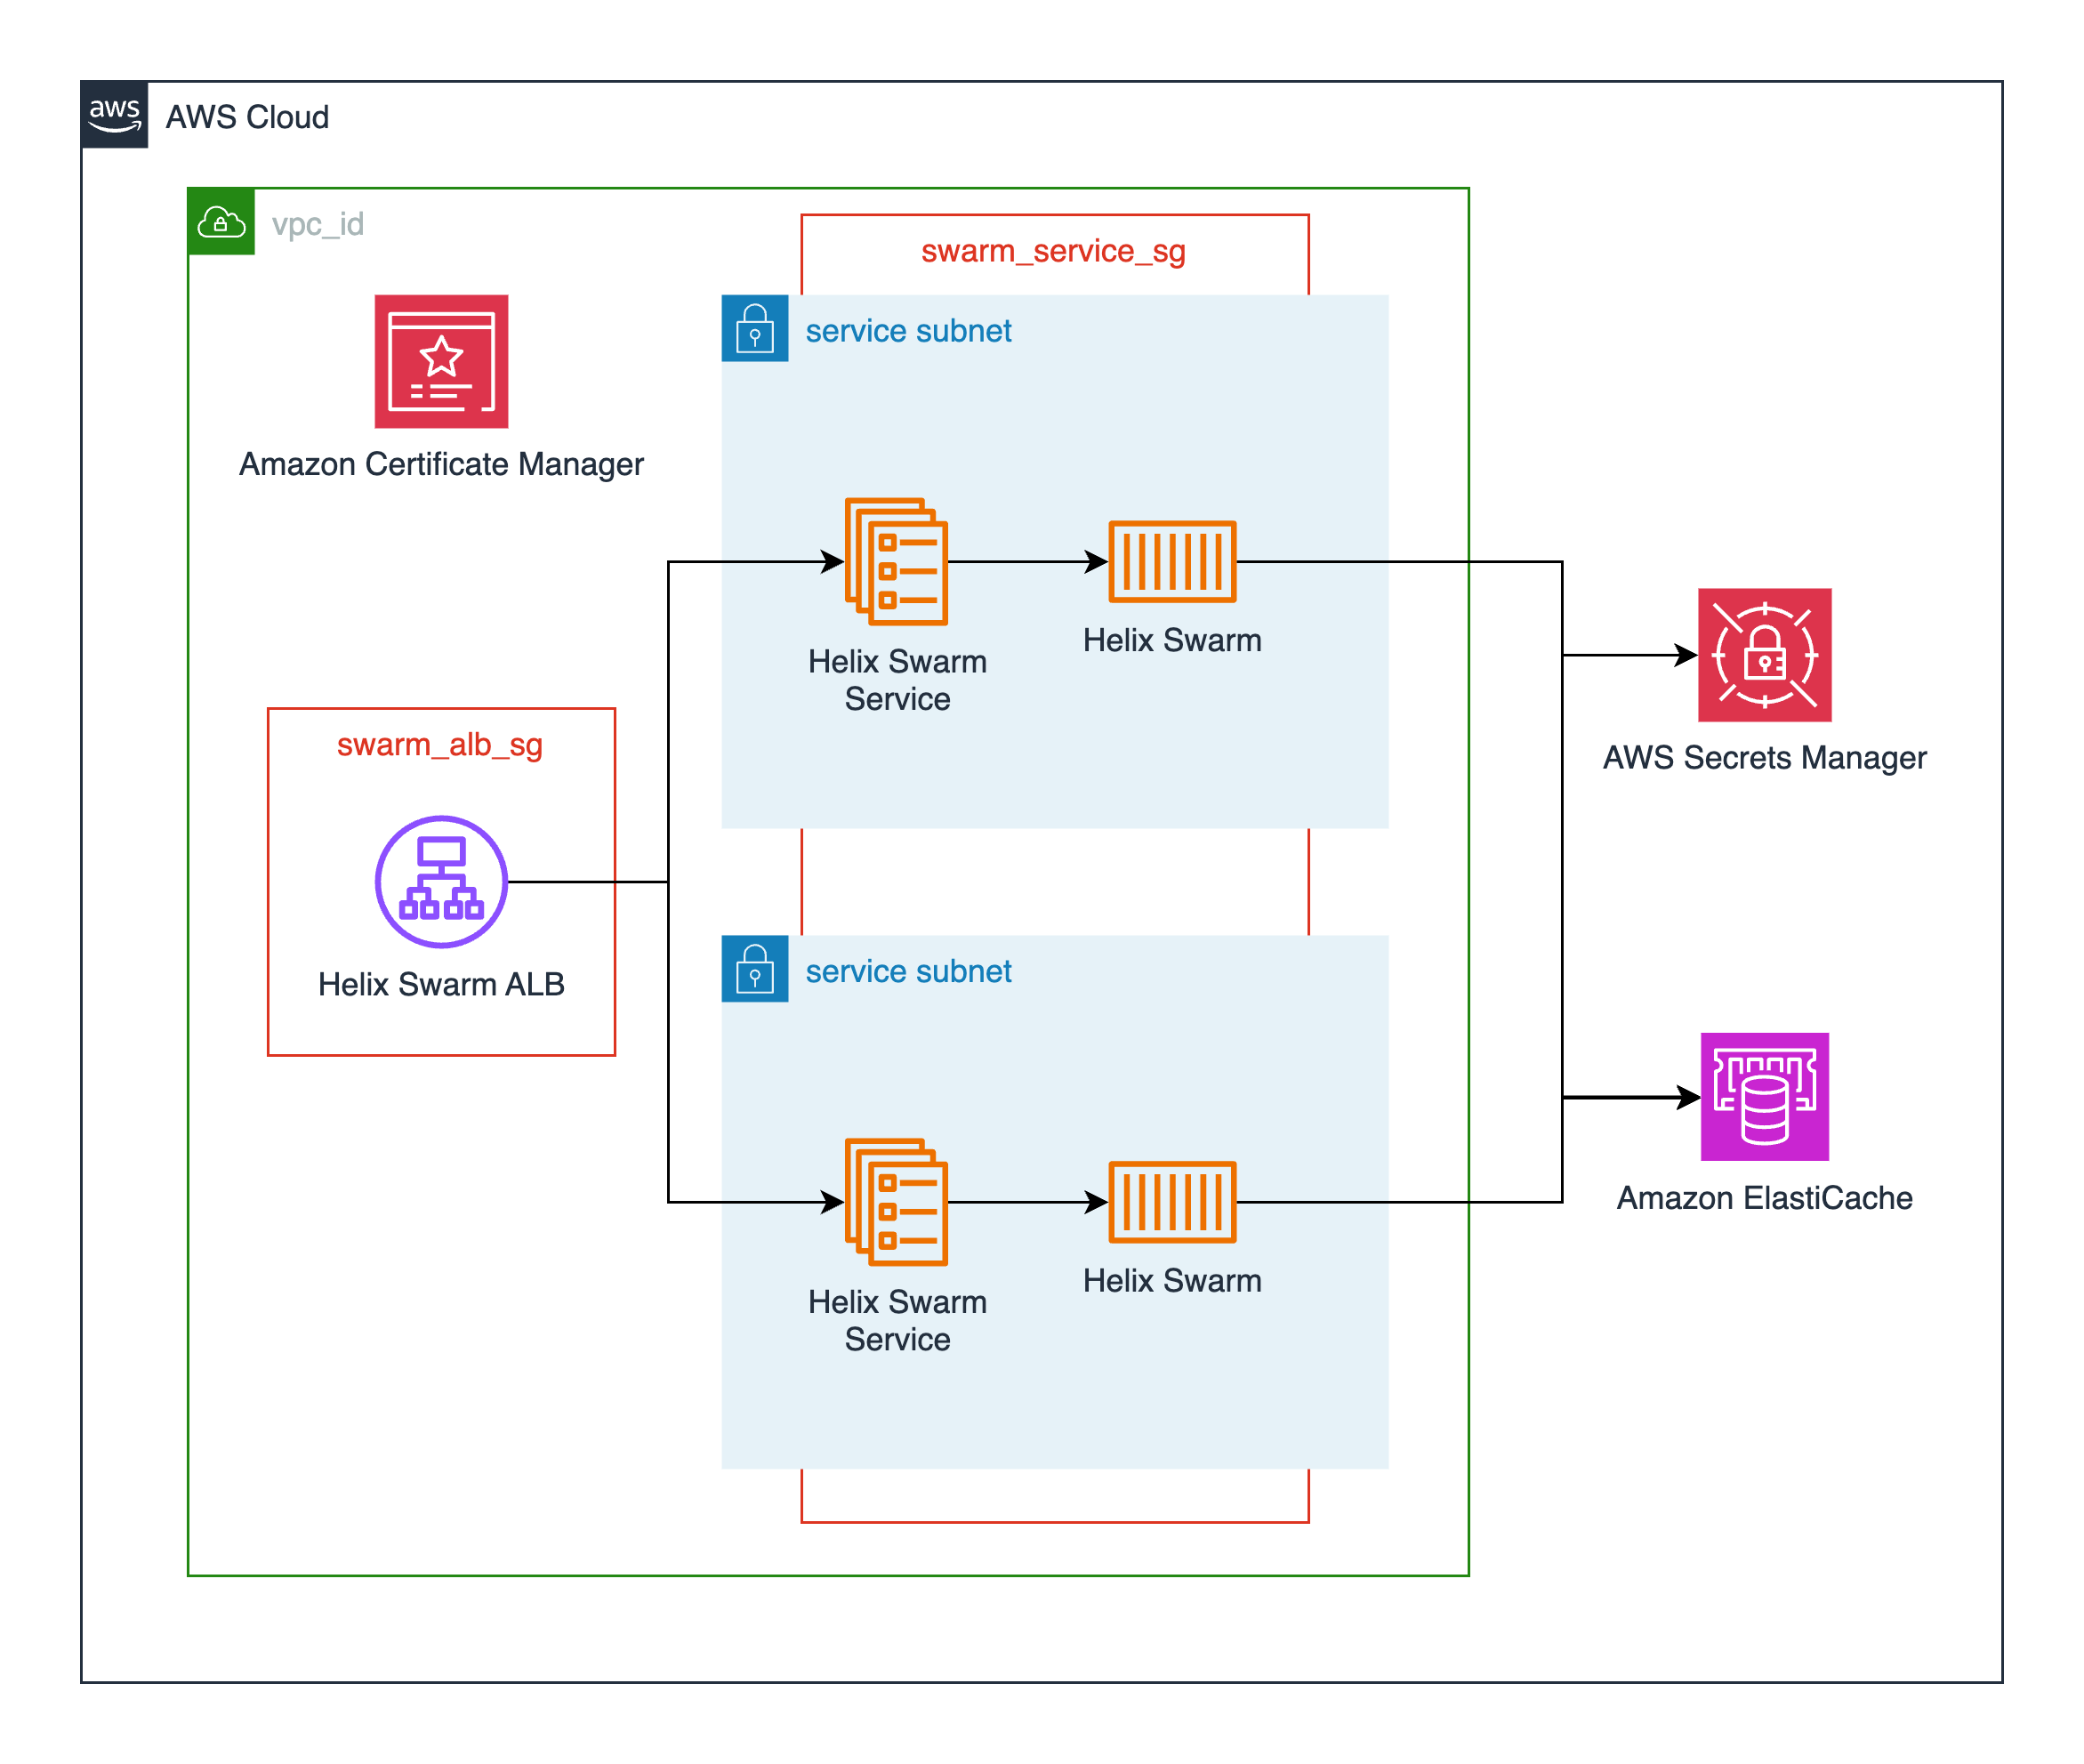 aws
AWS Cloud
vpc_id
swarm_service_sg
service subnet
Amazon Certificate Manager
Helix Swarm
Service
Helix Swarm
AWS Secrets Manager
swarm_alb_sg
Helix Swarm ALB
service subnet
Helix Swarm
Service
Helix Swarm
Amazon ElastiCache